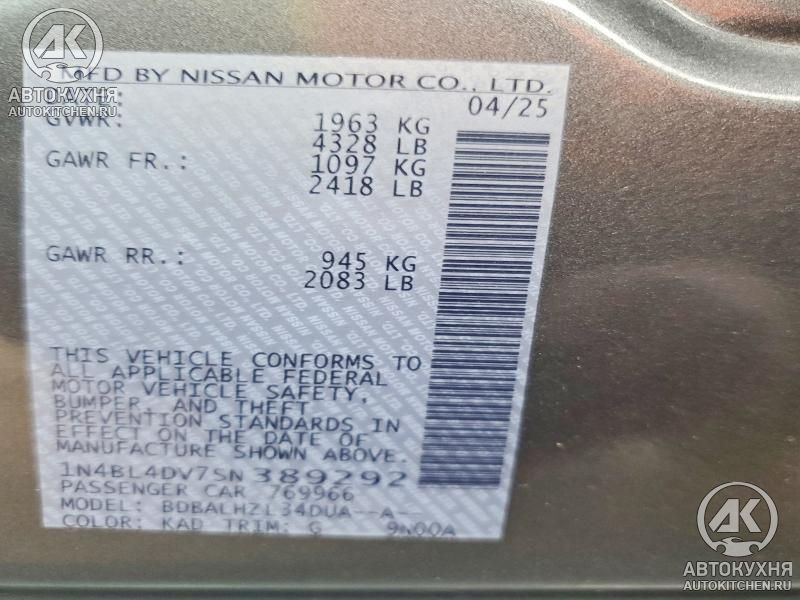 АВТОКУХНЯ
AUTOKITCHEN.RU
MFD BY NISSAN MOTOR CO., LTD.
DATE: 04/25
GVWR: 1963 KG
4328 LB
GAWR FR.: 1097 KG
2418 LB
GAWR RR.: 945 KG
2083 LB
THIS VEHICLE CONFORMS TO
ALL APPLICABLE FEDERAL
MOTOR VEHICLE SAFETY,
BUMPER, AND THEFT
PREVENTION STANDARDS IN
EFFECT ON THE DATE OF
MANUFACTURE SHOWN ABOVE.
1N4BL4DV7SN389292
PASSENGER CAR 769966
MODEL: BDBALHZL34DUA--A--
COLOR: KAD TRIM: G
АВТОКУХНЯ
AUTOKITCHEN.RU